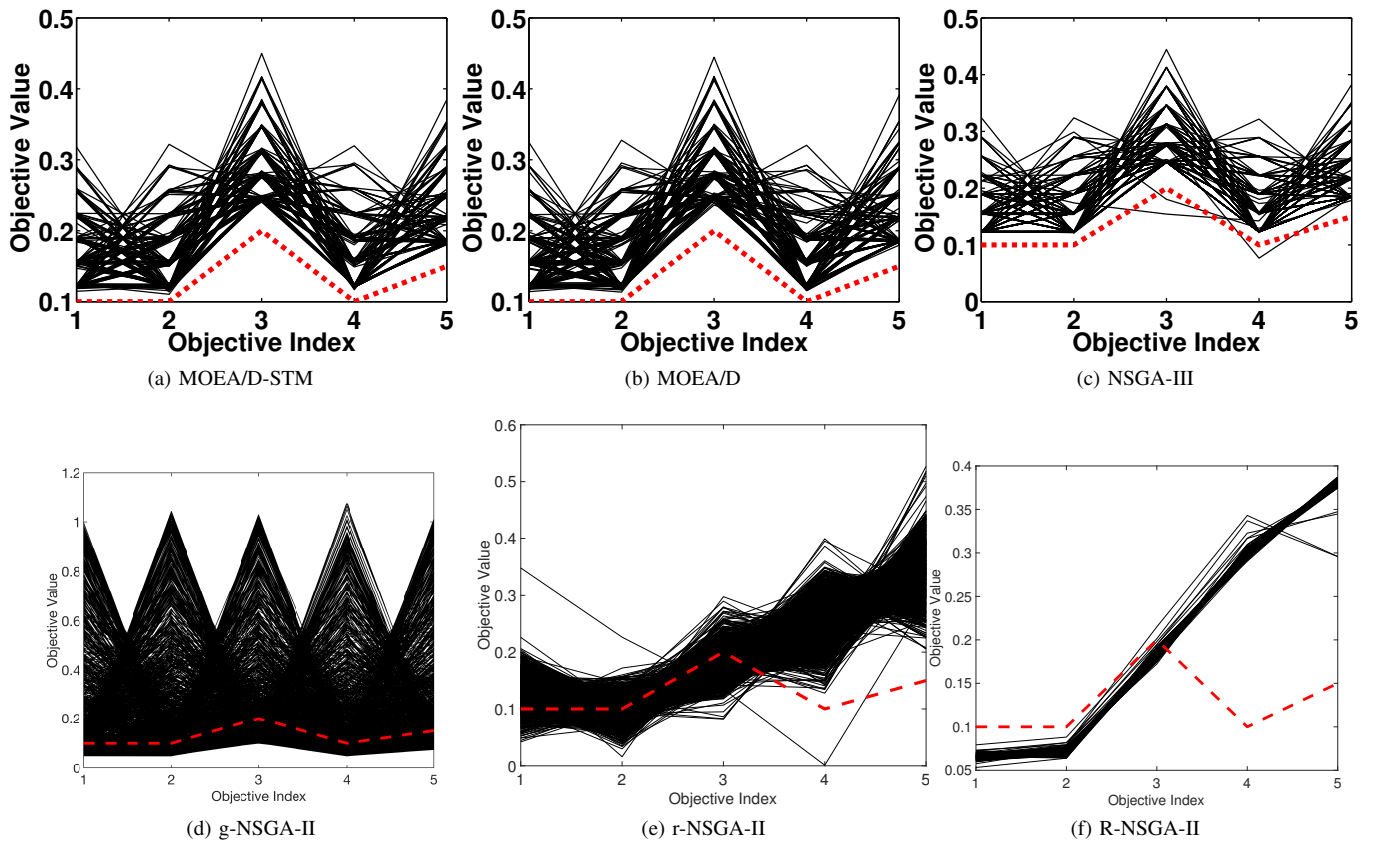 0.5
0.4
0.3
0.2
0.1
Objective Value
1 2 3 4 5
Objective Index
(a) MOEA/D-STM
0.5
0.4
0.3
0.2
0.1
Objective Value
1 2 3 4 5
Objective Index
(b) MOEA/D
0.5
0.4
0.3
0.2
0.1
0
Objective Value
1 2 3 4 5
Objective Index
(c) NSGA-III
1.2
1
0.8
0.6
0.4
0.2
0
Objective Value
1 2 3 4 5
Objective Index
(d) g-NSGA-II
0.6
0.5
0.4
0.3
0.2
0.1
0
Objective Value
1 2 3 4 5
Objective Index
(e) r-NSGA-II
0.4
0.35
0.3
0.25
0.2
0.15
0.1
0.05
Objective Value
1 2 3 4 5
Objective Index
(f) R-NSGA-II